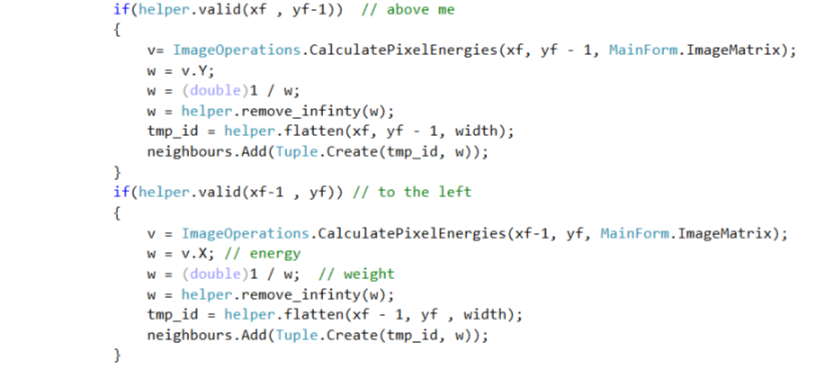 if(helper.valid(xf , yf-1))  // above me
{
v= ImageOperations.CalculatePixelEnergies(xf, yf - 1, MainForm.ImageMatrix);
w = v.Y;
w = (double)1 / w;
w = helper.remove_infinty(w);
tmp_id = helper.flatten(xf, yf - 1, width);
neighbours.Add(Tuple.Create(tmp_id, w));
}
if(helper.valid(xf-1 , yf)) // to the left
{
v = ImageOperations.CalculatePixelEnergies(xf-1, yf, MainForm.ImageMatrix);
w = v.X; // energy
w = (double)1 / w;  // weight
w = helper.remove_infinty(w);
tmp_id = helper.flatten(xf - 1, yf , width);
neighbours.Add(Tuple.Create(tmp_id, w));
}